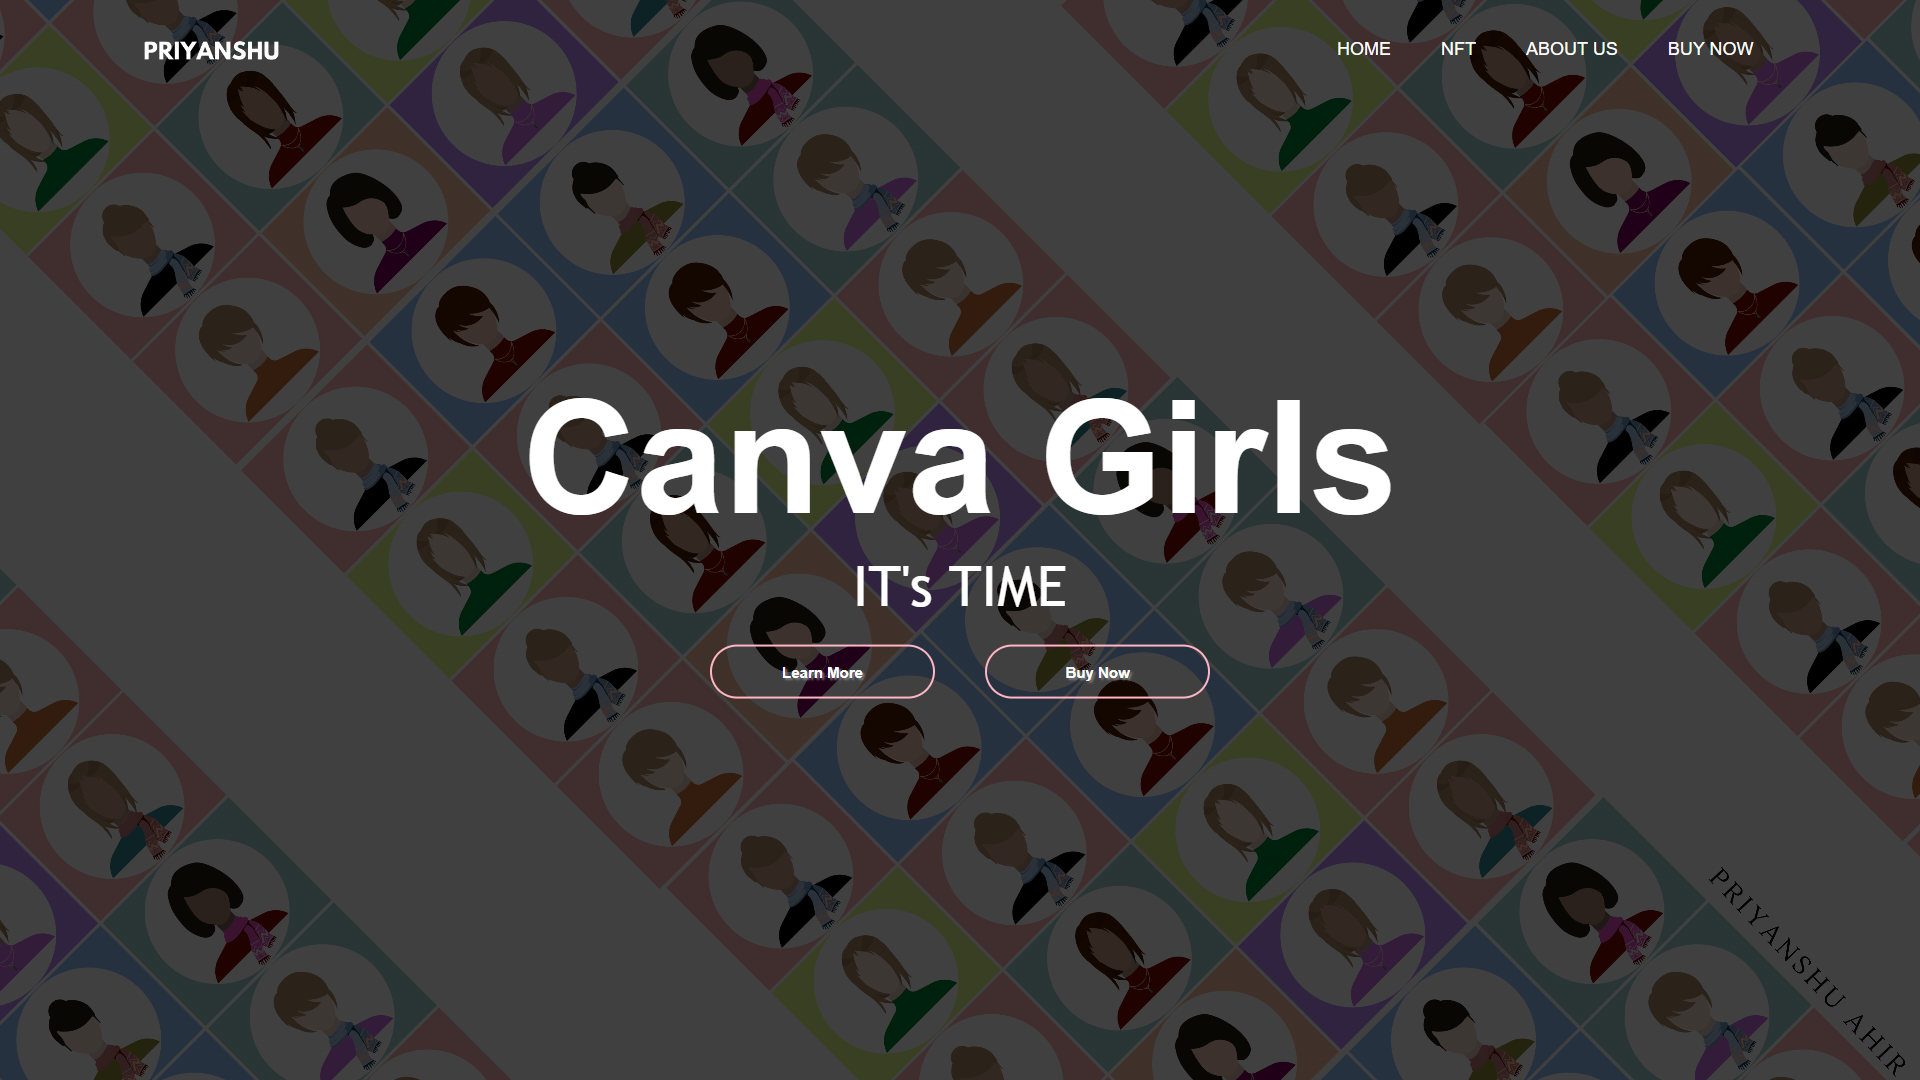 PRIYANSHU
HOME
NFT
ABOUT US
BUY NOW
Canva Girls
IT's TIME
Learn More
Buy Now
PRIYANSHU AHIR